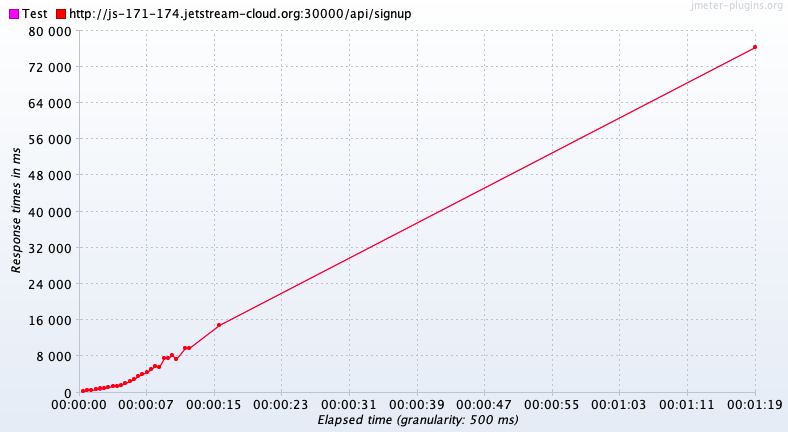 jmeter-plugins.org
Test http://js-171-174.jetstream-cloud.org:30000/api/signup
80 000
72 000
64 000
56 000
48 000
40 000
32 000
24 000
16 000
8 000
0
Response times in ms
00:00:00 00:00:07 00:00:15 00:00:23 00:00:31 00:00:39 00:00:47 00:00:55 00:01:03 00:01:11 00:01:19
Elapsed time (granularity: 500 ms)